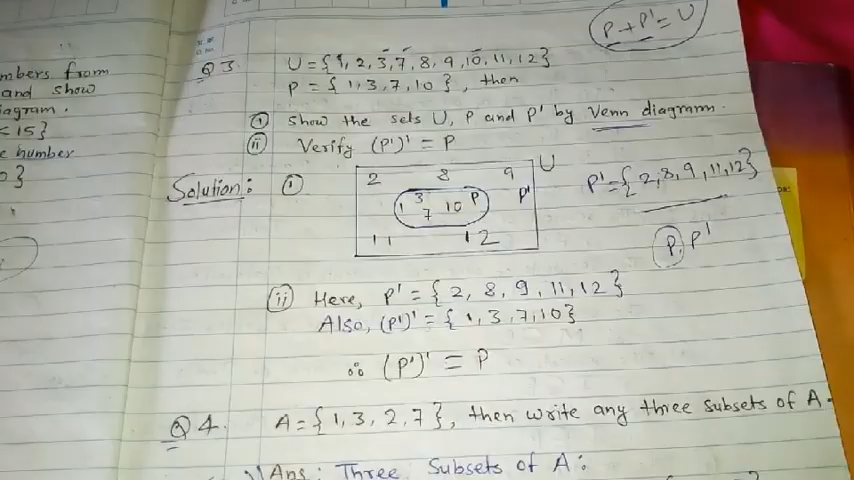 P + P' = U
mbers from
and show
iagram.
<15}
e number
Q 3
U = {1, 2, 3, 7, 8, 9, 10, 11, 12}
P = { 1, 3, 7, 10 }, then
(i) Show the sets U, P and P' by Venn diagram.
(ii) Verify (P')' = P
Solution: (i)
2 8 9 U
1 3 7 10 P P'
11 12
P' = {2, 8, 9, 11, 12}
P, P'
(ii) Here, P' = {2, 8, 9, 11, 12}
Also, (P')' = {1, 3, 7, 10}
∴ (P')' = P
Q 4. A = {1, 3, 2, 7}, then write any three subsets of A.
Ans: Three Subsets of A: